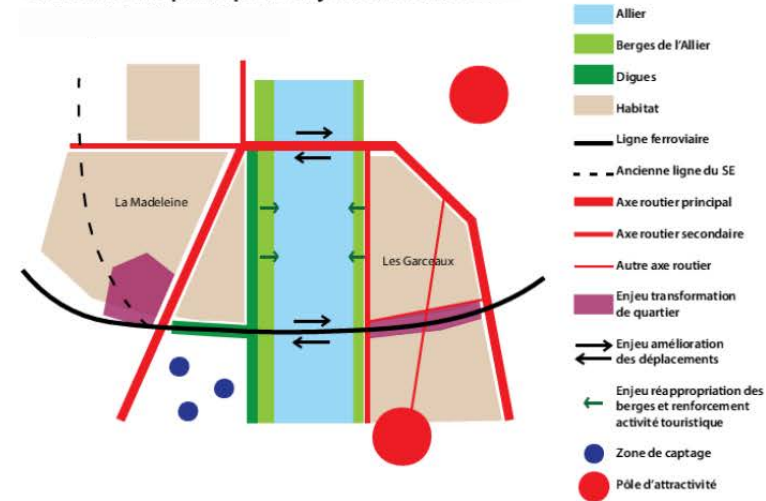 La Madeleine
Les Garceaux
Allier
Berges de l'Allier
Digues
Habitat
Ligne ferroviaire
Ancienne ligne du SE
Axe routier principal
Axe routier secondaire
Autre axe routier
Enjeu transformation
de quartier
Enjeu amélioration
des déplacements
Enjeu réappropriation des
berges et renforcement
activité touristique
Zone de captage
Pôle d'attractivité